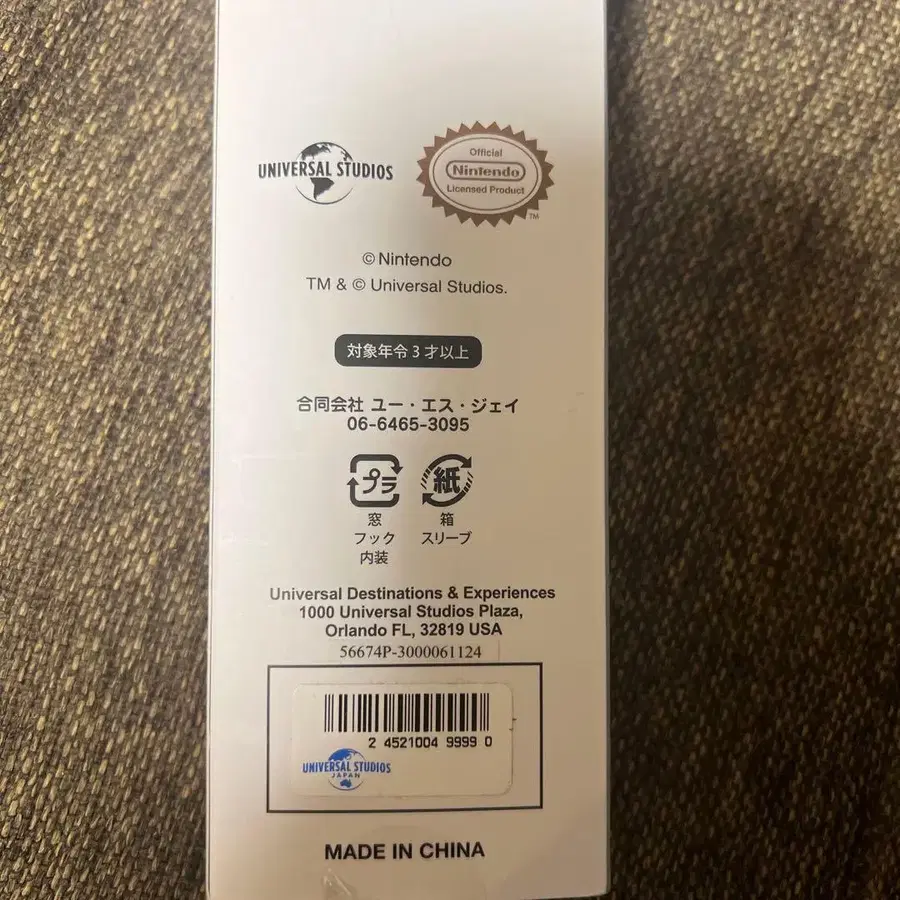 UNIVERSAL STUDIOS
Official
Nintendo
Licensed Product
TM
©Nintendo
TM & © Universal Studios.
対象年令3才以上
合同会社 ユー・エス・ジェイ
06-6465-3095
プラ 紙
窓 箱
フック スリーブ
内装
Universal Destinations & Experiences
1000 Universal Studios Plaza,
Orlando FL, 32819 USA
56674P-3000061124
2 4521004 9999 0
UNIVERSAL STUDIOS
JAPAN
MADE IN CHINA